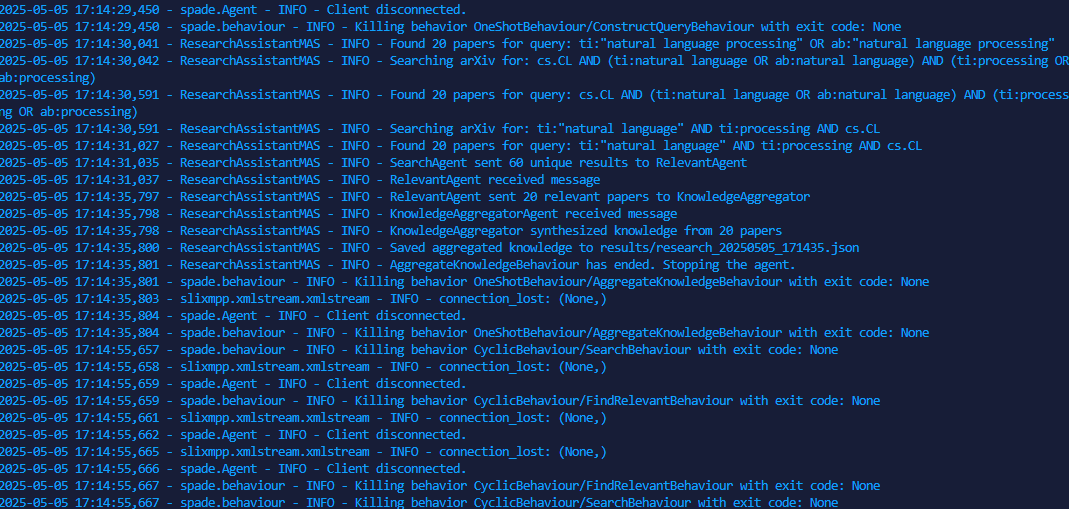 2025-05-05 17:14:29,450 - spade.Agent - INFO - Client disconnected.
2025-05-05 17:14:29,450 - spade.behaviour - INFO - Killing behavior OneShotBehaviour/ConstructQueryBehaviour with exit code: None
2025-05-05 17:14:30,041 - ResearchAssistantMAS - INFO - Found 20 papers for query: ti:"natural language processing" OR ab:"natural language processing"
2025-05-05 17:14:30,042 - ResearchAssistantMAS - INFO - Searching arXiv for: cs.CL AND (ti:natural language OR ab:natural language) AND (ti:processing OR
ab:processing)
2025-05-05 17:14:30,591 - ResearchAssistantMAS - INFO - Found 20 papers for query: cs.CL AND (ti:natural language OR ab:natural language) AND (ti:process
ng OR ab:processing)
2025-05-05 17:14:30,591 - ResearchAssistantMAS - INFO - Searching arXiv for: ti:"natural language" AND ti:processing AND cs.CL
2025-05-05 17:14:31,027 - ResearchAssistantMAS - INFO - Found 20 papers for query: ti:"natural language" AND ti:processing AND cs.CL
2025-05-05 17:14:31,035 - ResearchAssistantMAS - INFO - SearchAgent sent 60 unique results to RelevantAgent
2025-05-05 17:14:31,037 - ResearchAssistantMAS - INFO - RelevantAgent received message
2025-05-05 17:14:35,797 - ResearchAssistantMAS - INFO - RelevantAgent sent 20 relevant papers to KnowledgeAggregator
2025-05-05 17:14:35,798 - ResearchAssistantMAS - INFO - KnowledgeAggregatorAgent received message
2025-05-05 17:14:35,798 - ResearchAssistantMAS - INFO - KnowledgeAggregator synthesized knowledge from 20 papers
2025-05-05 17:14:35,800 - ResearchAssistantMAS - INFO - Saved aggregated knowledge to results/research_20250505_171435.json
2025-05-05 17:14:35,801 - ResearchAssistantMAS - INFO - AggregateKnowledgeBehaviour has ended. Stopping the agent.
2025-05-05 17:14:35,801 - spade.behaviour - INFO - Killing behavior OneShotBehaviour/AggregateKnowledgeBehaviour with exit code: None
2025-05-05 17:14:35,803 - slixmpp.xmlstream.xmlstream - INFO - connection_lost: (None,)
2025-05-05 17:14:35,804 - spade.Agent - INFO - Client disconnected.
2025-05-05 17:14:35,804 - spade.behaviour - INFO - Killing behavior OneShotBehaviour/AggregateKnowledgeBehaviour with exit code: None
2025-05-05 17:14:55,657 - spade.behaviour - INFO - Killing behavior CyclicBehaviour/SearchBehaviour with exit code: None
2025-05-05 17:14:55,658 - slixmpp.xmlstream.xmlstream - INFO - connection_lost: (None,)
2025-05-05 17:14:55,659 - spade.Agent - INFO - Client disconnected.
2025-05-05 17:14:55,659 - spade.behaviour - INFO - Killing behavior CyclicBehaviour/FindRelevantBehaviour with exit code: None
2025-05-05 17:14:55,661 - slixmpp.xmlstream.xmlstream - INFO - connection_lost: (None,)
2025-05-05 17:14:55,662 - spade.Agent - INFO - Client disconnected.
2025-05-05 17:14:55,665 - slixmpp.xmlstream.xmlstream - INFO - connection_lost: (None,)
2025-05-05 17:14:55,666 - spade.Agent - INFO - Client disconnected.
2025-05-05 17:14:55,667 - spade.behaviour - INFO - Killing behavior CyclicBehaviour/FindRelevantBehaviour with exit code: None
2025-05-05 17:14:55,667 - spade.behaviour - INFO - Killing behavior CyclicBehaviour/SearchBehaviour with exit code: None